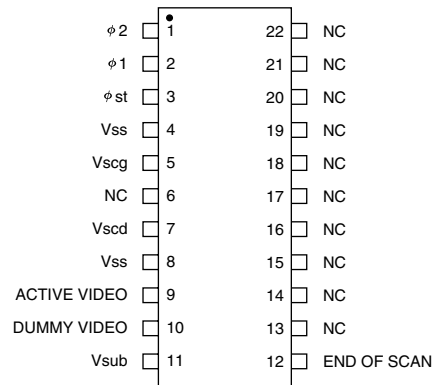 φ2 1 22 NC
φ1 2 21 NC
φst 3 20 NC
Vss 4 19 NC
Vscg 5 18 NC
NC 6 17 NC
Vscd 7 16 NC
Vss 8 15 NC
ACTIVE VIDEO 9 14 NC
DUMMY VIDEO 10 13 NC
Vsub 11 12 END OF SCAN